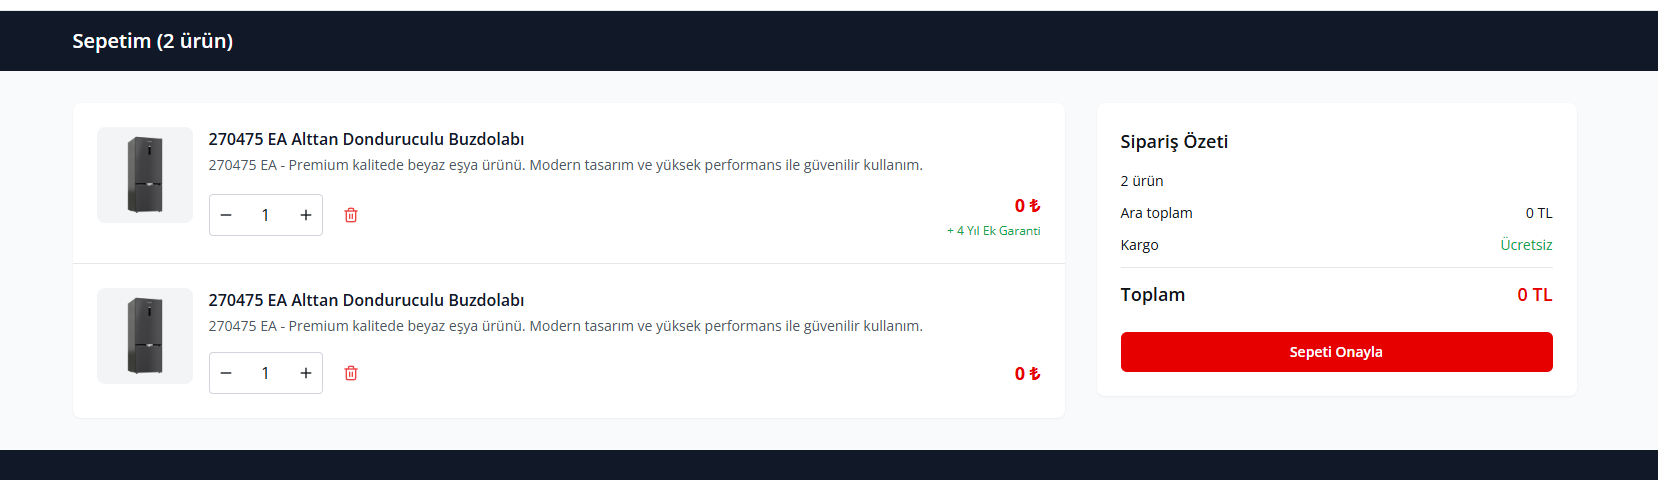 Sepetim (2 ürün)
270475 EA Alttan Donduruculu Buzdolabı
270475 EA - Premium kalitede beyaz eşya ürünü. Modern tasarım ve yüksek performans ile güvenilir kullanım.
− 1 +
0 ₺
+ 4 Yıl Ek Garanti
270475 EA Alttan Donduruculu Buzdolabı
270475 EA - Premium kalitede beyaz eşya ürünü. Modern tasarım ve yüksek performans ile güvenilir kullanım.
− 1 +
0 ₺
Sipariş Özeti
2 ürün
Ara toplam 0 TL
Kargo Ücretsiz
Toplam 0 TL
Sepeti Onayla